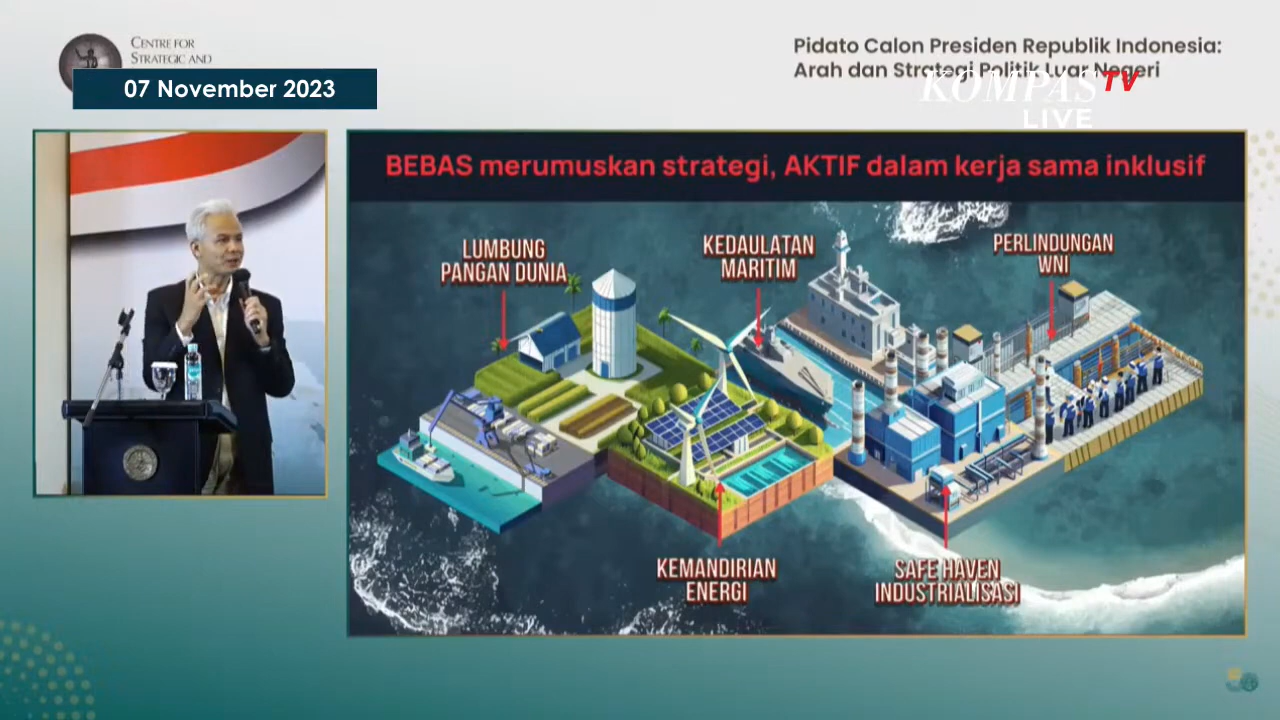 CENTRE FOR
STRATEGIC AND
07 November 2023
Pidato Calon Presiden Republik Indonesia:
Arah dan Strategi Politik Luar Negeri
KOMPAS TV
LIVE
BEBAS merumuskan strategi, AKTIF dalam kerja sama inklusif
LUMBUNG
PANGAN DUNIA
KEDAULATAN
MARITIM
PERLINDUNGAN
WNI
KEMANDIRIAN
ENERGI
SAFE HAVEN
INDUSTRIALISASI